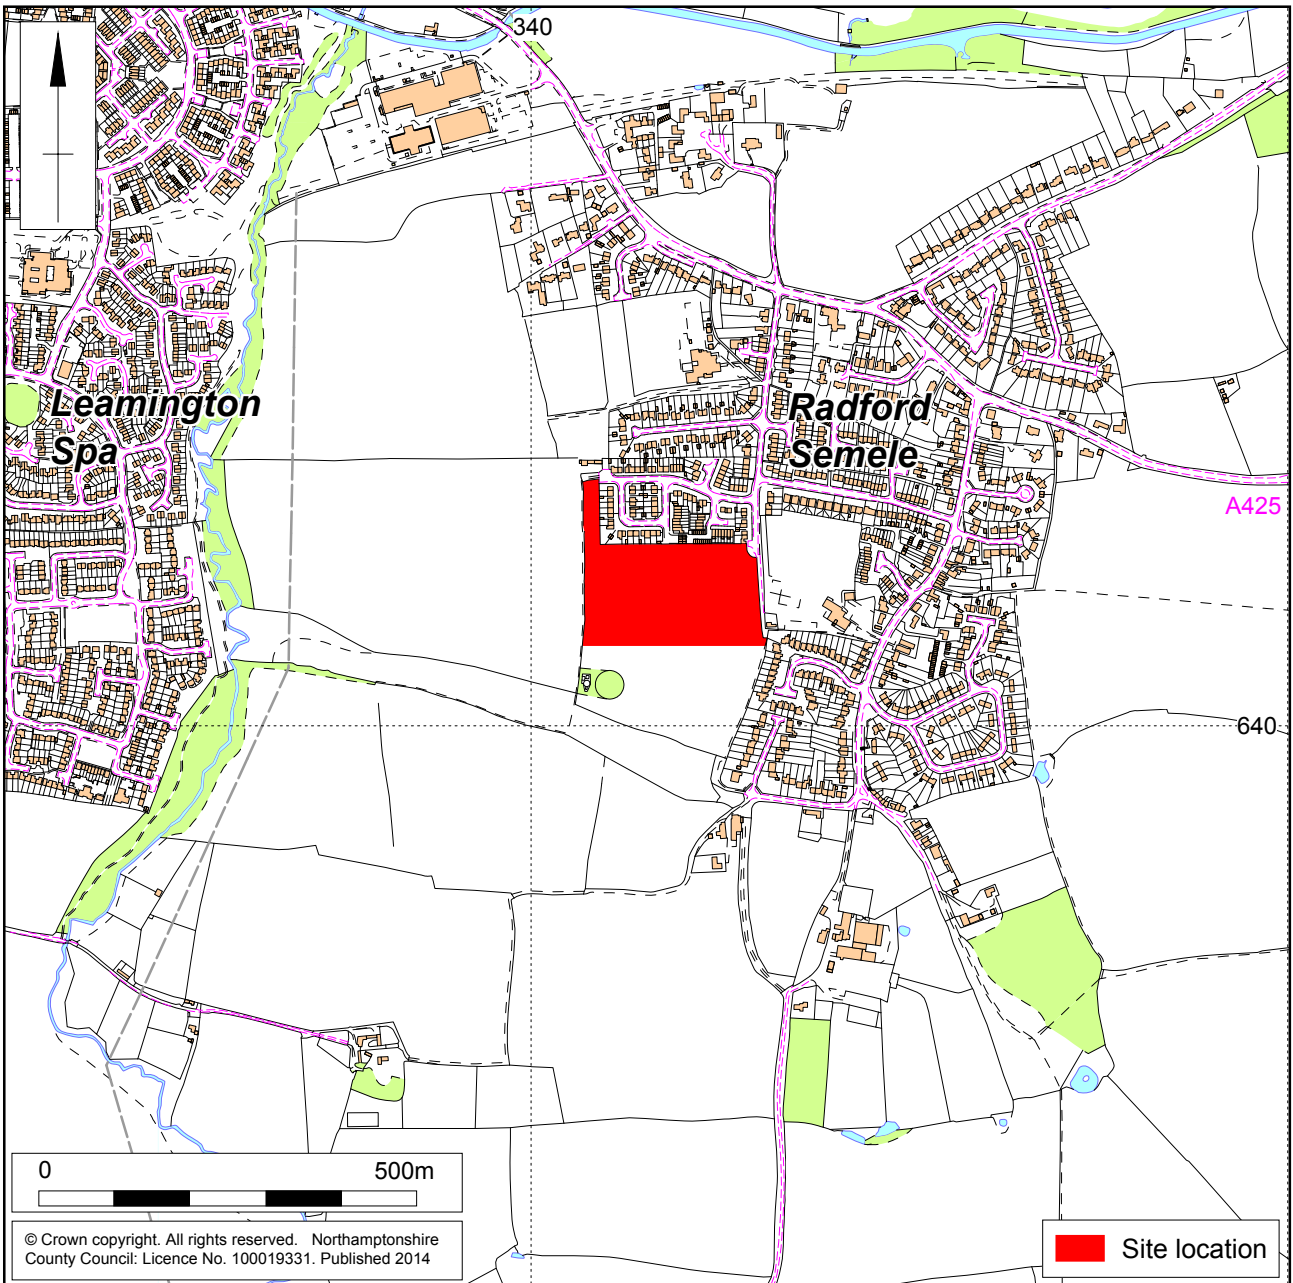 340
Leamington
Spa
Radford
Semele
A425
640
0 500m
© Crown copyright. All rights reserved. Northamptonshire
County Council: Licence No. 100019331. Published 2014
Site location